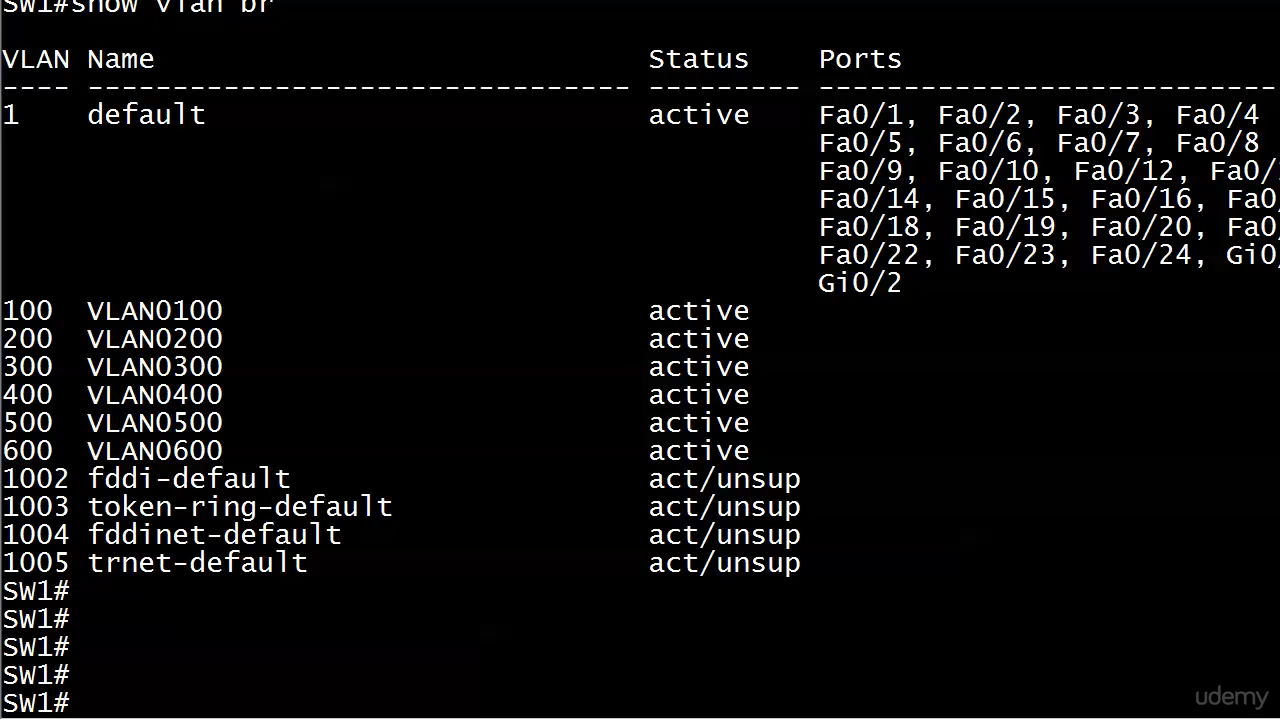 SW1#show vlan br
VLAN Name Status Ports
---- -------------------------------- --------- ---------------------------
1 default active Fa0/1, Fa0/2, Fa0/3, Fa0/4
Fa0/5, Fa0/6, Fa0/7, Fa0/8
Fa0/9, Fa0/10, Fa0/12, Fa0/
Fa0/14, Fa0/15, Fa0/16, Fa0
Fa0/18, Fa0/19, Fa0/20, Fa0
Fa0/22, Fa0/23, Fa0/24, Gi0/
Gi0/2
100 VLAN0100 active
200 VLAN0200 active
300 VLAN0300 active
400 VLAN0400 active
500 VLAN0500 active
600 VLAN0600 active
1002 fddi-default act/unsup
1003 token-ring-default act/unsup
1004 fddinet-default act/unsup
1005 trnet-default act/unsup
SW1#
SW1#
SW1#
SW1#
SW1#
udemy